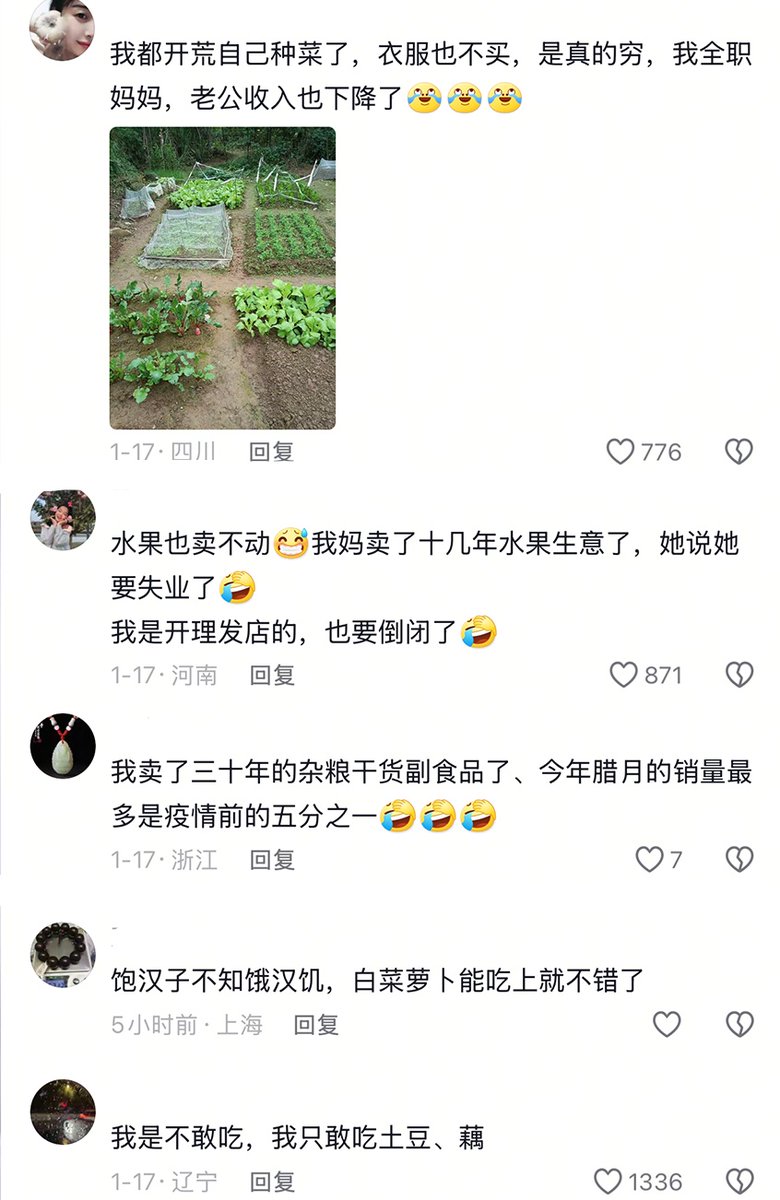 我都开荒自己种菜了，衣服也不买，是真的穷，我全职
妈妈，老公收入也下降了😂😂😂
1-17·四川 回复
776
水果也卖不动😅我妈卖了十几年水果生意了，她说她
要失业了🤣
我是开理发店的，也要倒闭了🤣
1-17·河南 回复
871
我卖了三十年的杂粮干货副食品了、今年腊月的销量最
多是疫情前的五分之一🤣🤣🤣
1-17·浙江 回复
7
饱汉子不知饿汉饥，白菜萝卜能吃上就不错了
5小时前·上海 回复
我是不敢吃，我只敢吃土豆、藕
1-17·辽宁 回复
1336